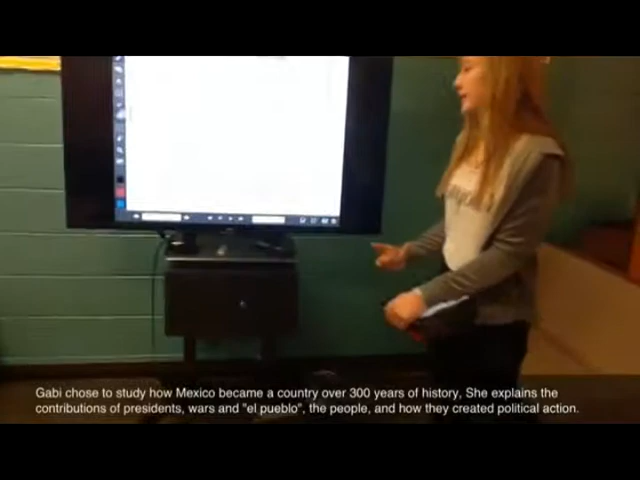 Gabi chose to study how Mexico became a country over 300 years of history, She explains the
contributions of presidents, wars and "el pueblo", the people, and how they created political action.